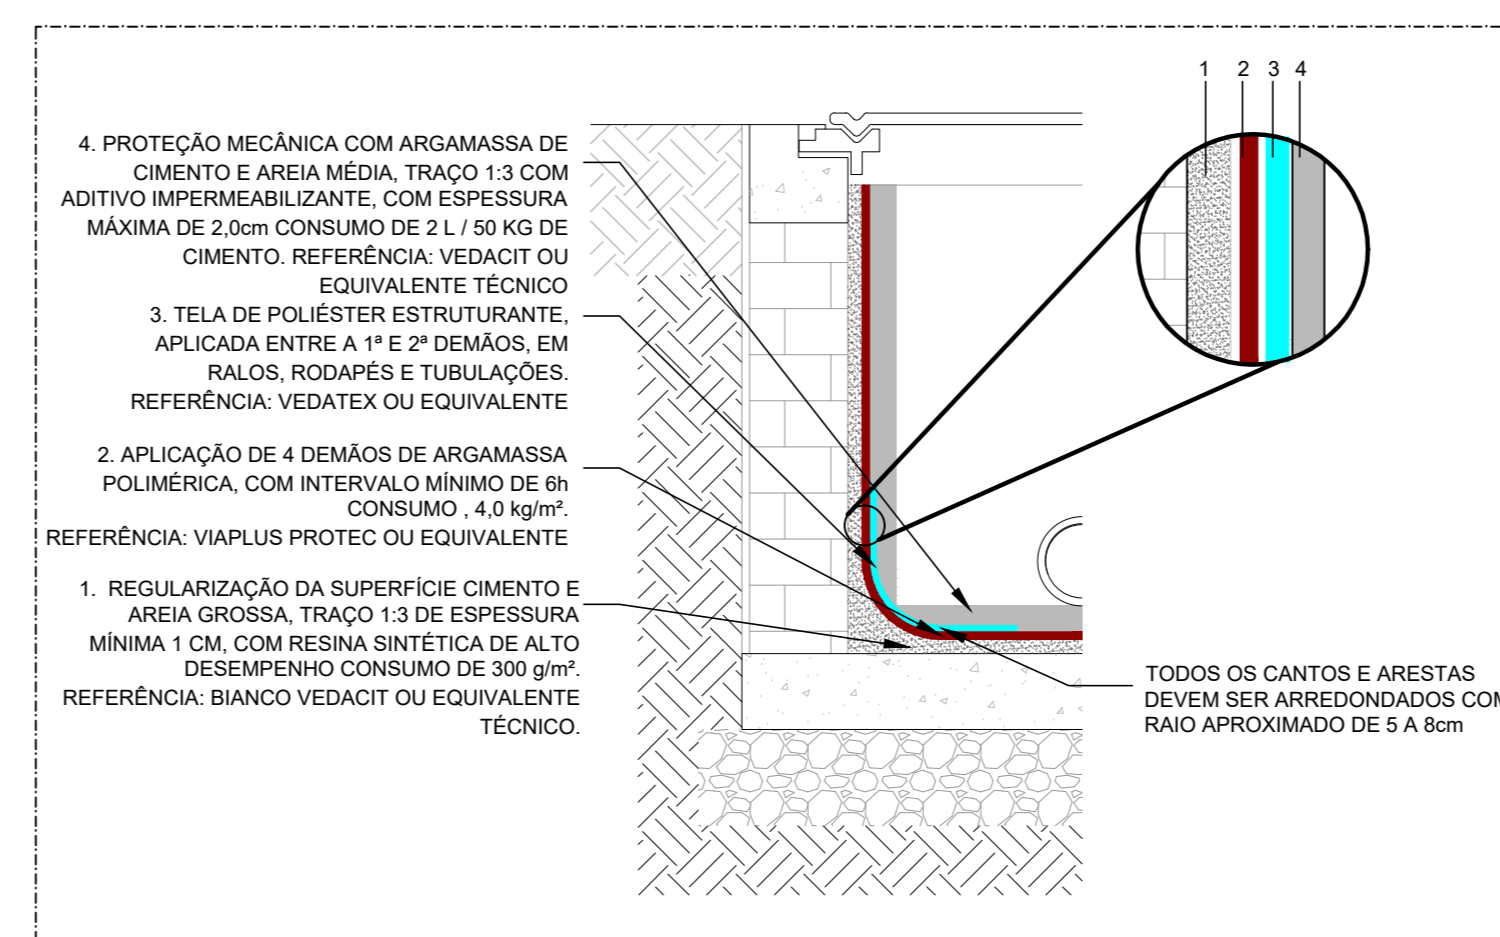 1 2 3 4
4. PROTEÇÃO MECÂNICA COM ARGAMASSA DE
CIMENTO E AREIA MÉDIA, TRAÇO 1:3 COM
ADITIVO IMPERMEABILIZANTE, COM ESPESSURA
MÁXIMA DE 2,0cm CONSUMO DE 2 L / 50 KG DE
CIMENTO. REFERÊNCIA: VEDACIT OU
EQUIVALENTE TÉCNICO
3. TELA DE POLIÉSTER ESTRUTURANTE,
APLICADA ENTRE A 1ª E 2ª DEMÃOS, EM
RALOS, RODAPÉS E TUBULAÇÕES.
REFERÊNCIA: VEDATEX OU EQUIVALENTE
2. APLICAÇÃO DE 4 DEMÃOS DE ARGAMASSA
POLIMÉRICA, COM INTERVALO MÍNIMO DE 6h
CONSUMO , 4,0 kg/m².
REFERÊNCIA: VIAPLUS PROTEC OU EQUIVALENTE
1. REGULARIZAÇÃO DA SUPERFÍCIE CIMENTO E
AREIA GROSSA, TRAÇO 1:3 DE ESPESSURA
MÍNIMA 1 CM, COM RESINA SINTÉTICA DE ALTO
DESEMPENHO CONSUMO DE 300 g/m².
REFERÊNCIA: BIANCO VEDACIT OU EQUIVALENTE
TÉCNICO.
TODOS OS CANTOS E ARESTAS
DEVEM SER ARREDONDADOS COM
RAIO APROXIMADO DE 5 A 8cm